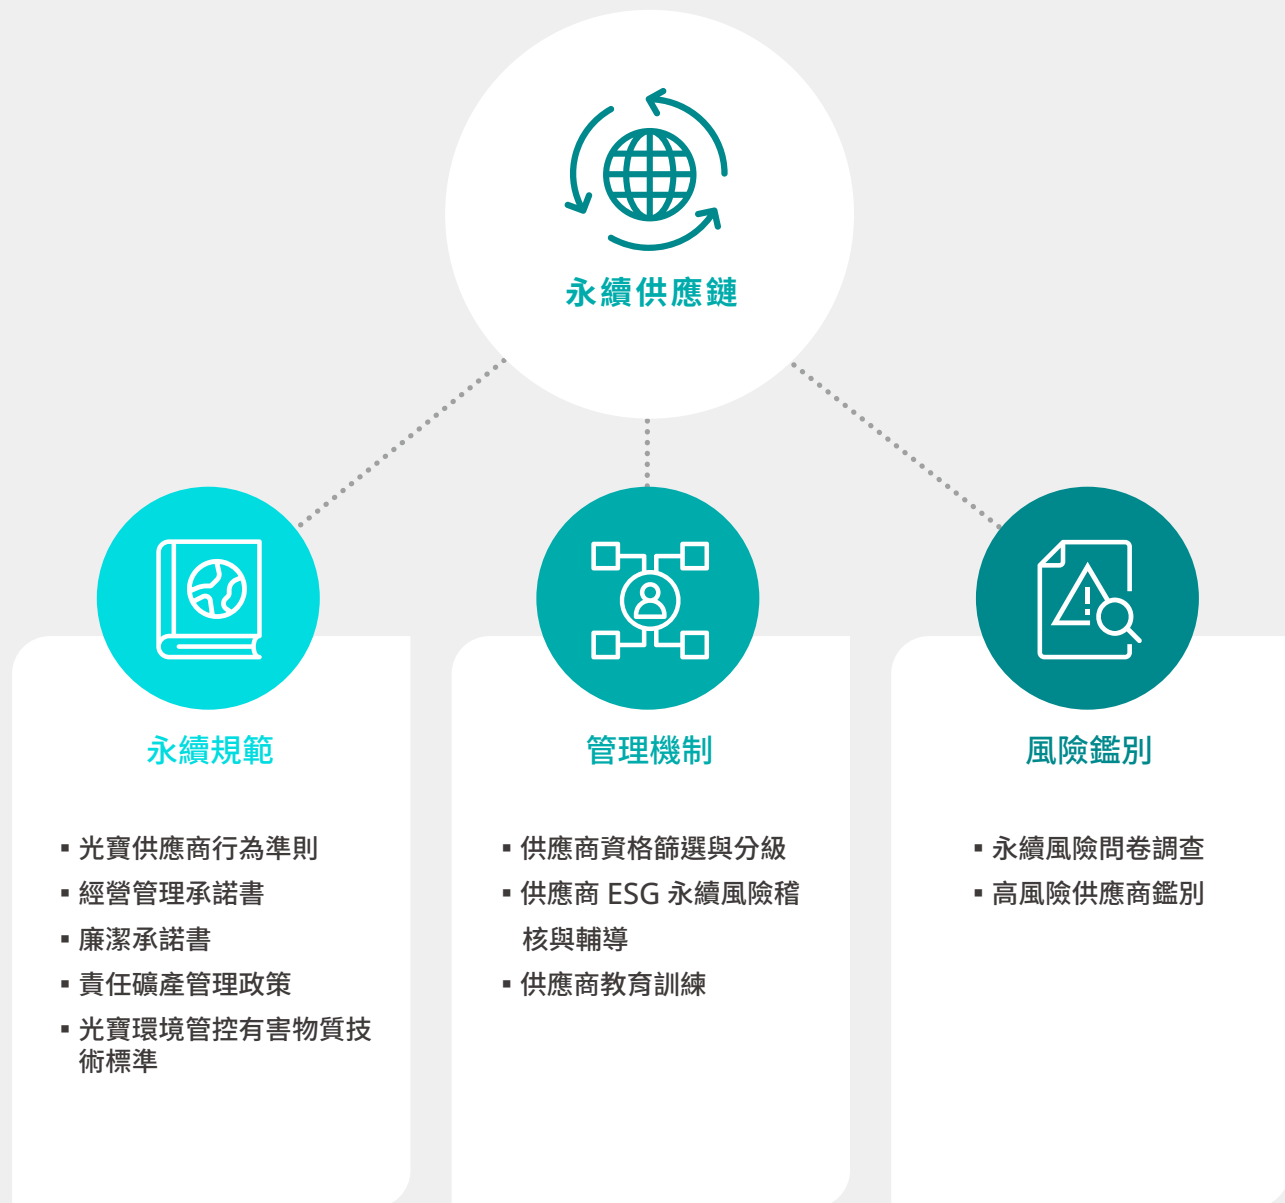 永續供應鏈
永續規範
▪ 光寶供應商行為準則
▪ 經營管理承諾書
▪ 廉潔承諾書
▪ 責任礦產管理政策
▪ 光寶環境管控有害物質技
術標準
管理機制
▪ 供應商資格篩選與分級
▪ 供應商 ESG 永續風險稽
核與輔導
▪ 供應商教育訓練
風險鑑別
▪ 永續風險問卷調查
▪ 高風險供應商鑑別